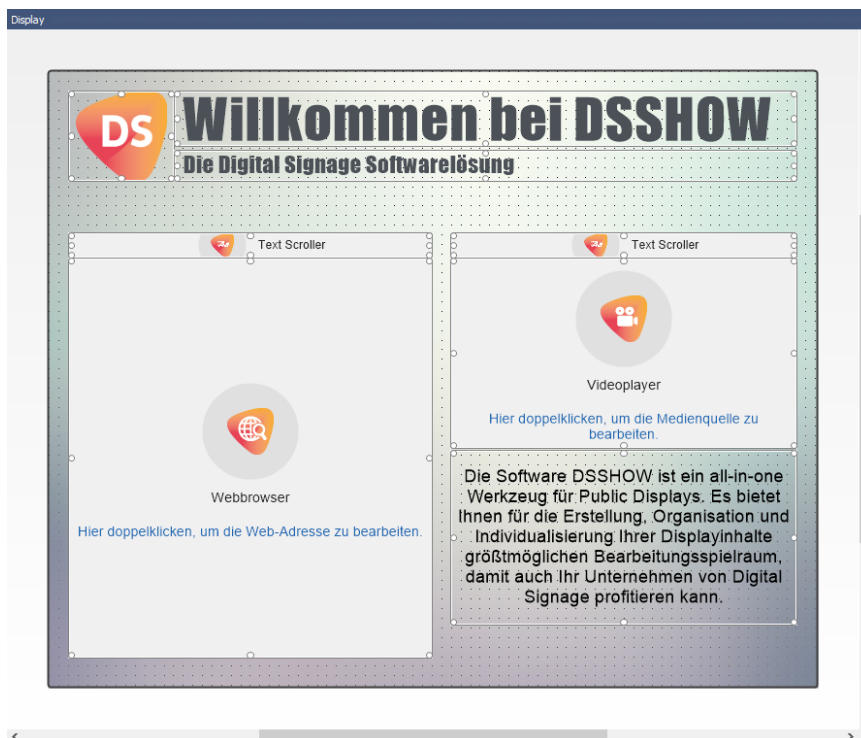 Display
DS
Willkommen bei DSSHOW
Die Digital Signage Softwarelösung
Ad Text Scroller
Ad Text Scroller
Videoplayer
Hier doppelklicken, um die Medienquelle zu
bearbeiten.
Webbrowser
Hier doppelklicken, um die Web-Adresse zu bearbeiten.
Die Software DSSHOW ist ein all-in-one
Werkzeug für Public Displays. Es bietet
Ihnen für die Erstellung, Organisation und
Individualisierung Ihrer Displayinhalte
größtmöglichen Bearbeitungsspielraum,
damit auch Ihr Unternehmen von Digital
Signage profitieren kann.